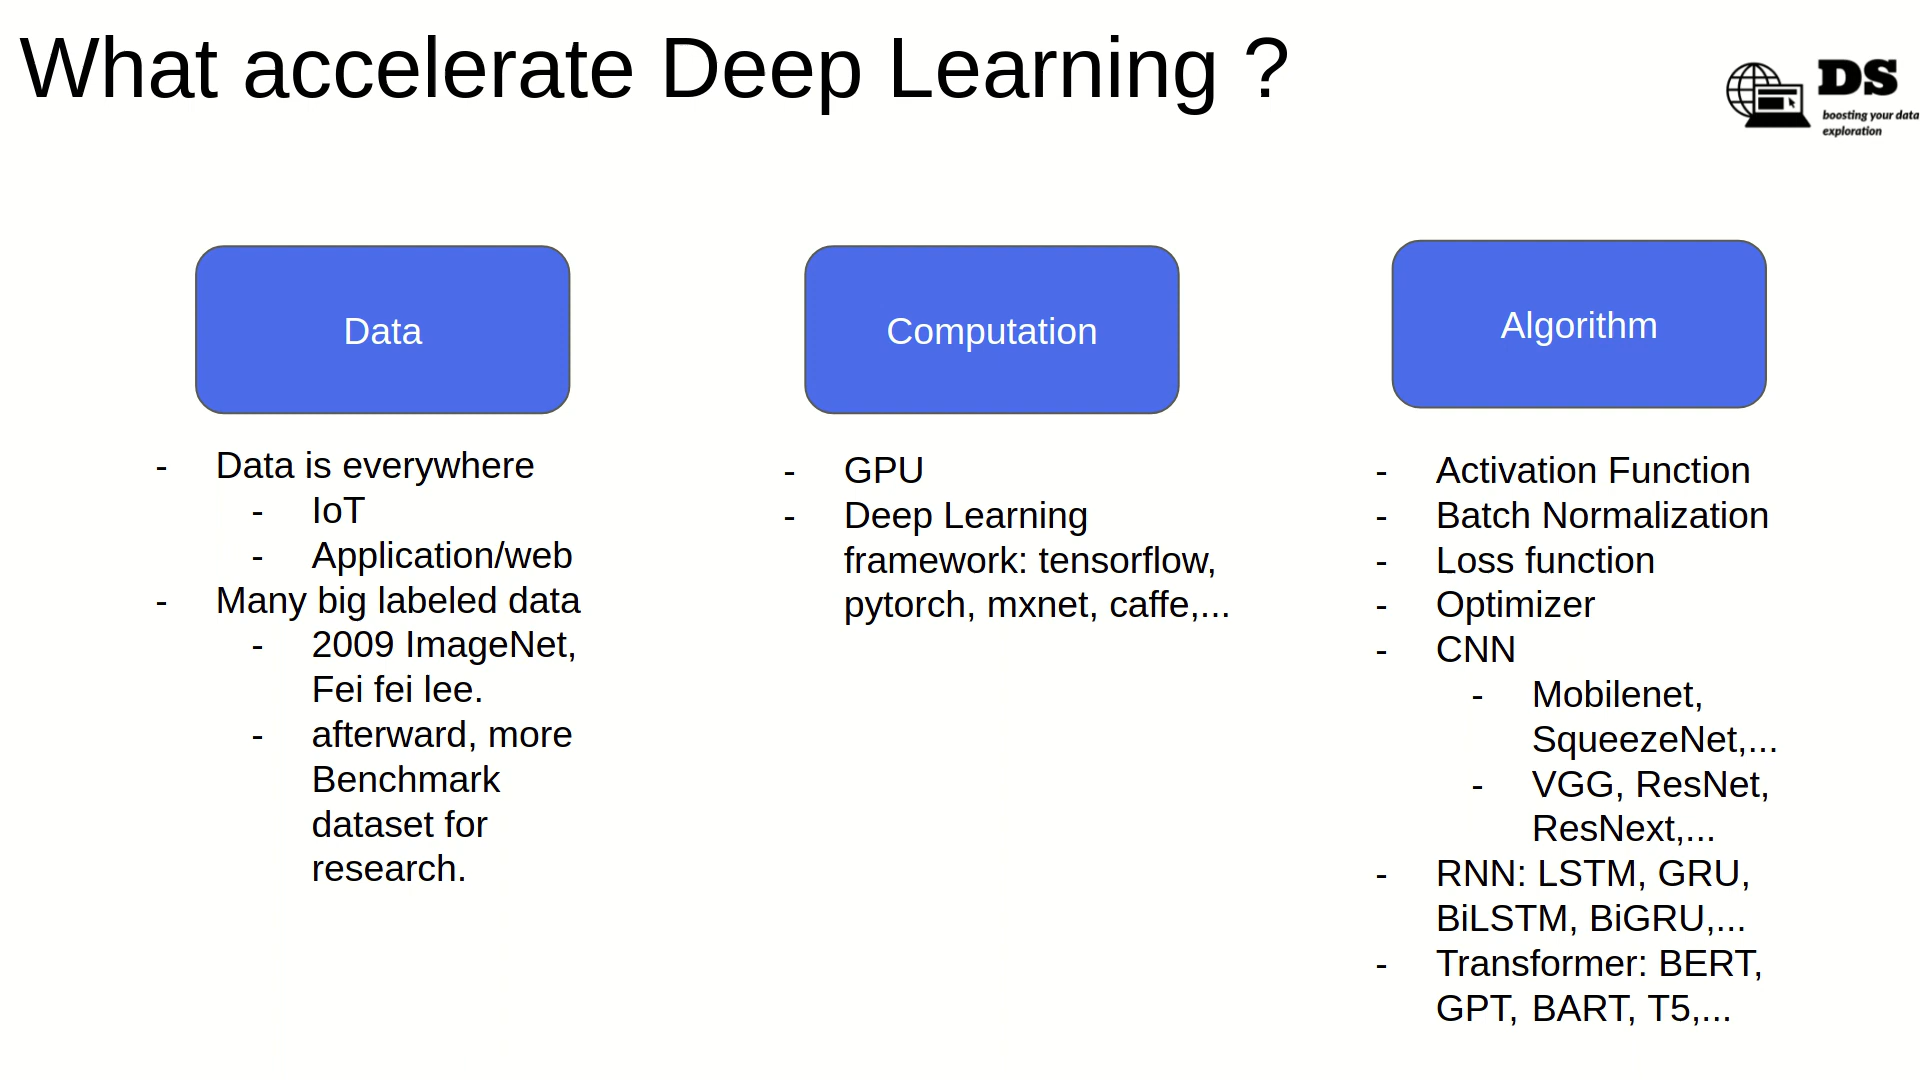 What accelerate Deep Learning ?
DS
boosting your data
exploration
Data
- Data is everywhere
- IoT
- Application/web
- Many big labeled data
- 2009 ImageNet,
Fei fei lee.
- afterward, more
Benchmark
dataset for
research.
Computation
- GPU
- Deep Learning
framework: tensorflow,
pytorch, mxnet, caffe,...
Algorithm
- Activation Function
- Batch Normalization
- Loss function
- Optimizer
- CNN
- Mobilenet,
SqueezeNet,...
- VGG, ResNet,
ResNext,...
- RNN: LSTM, GRU,
BiLSTM, BiGRU,...
- Transformer: BERT,
GPT, BART, T5,...